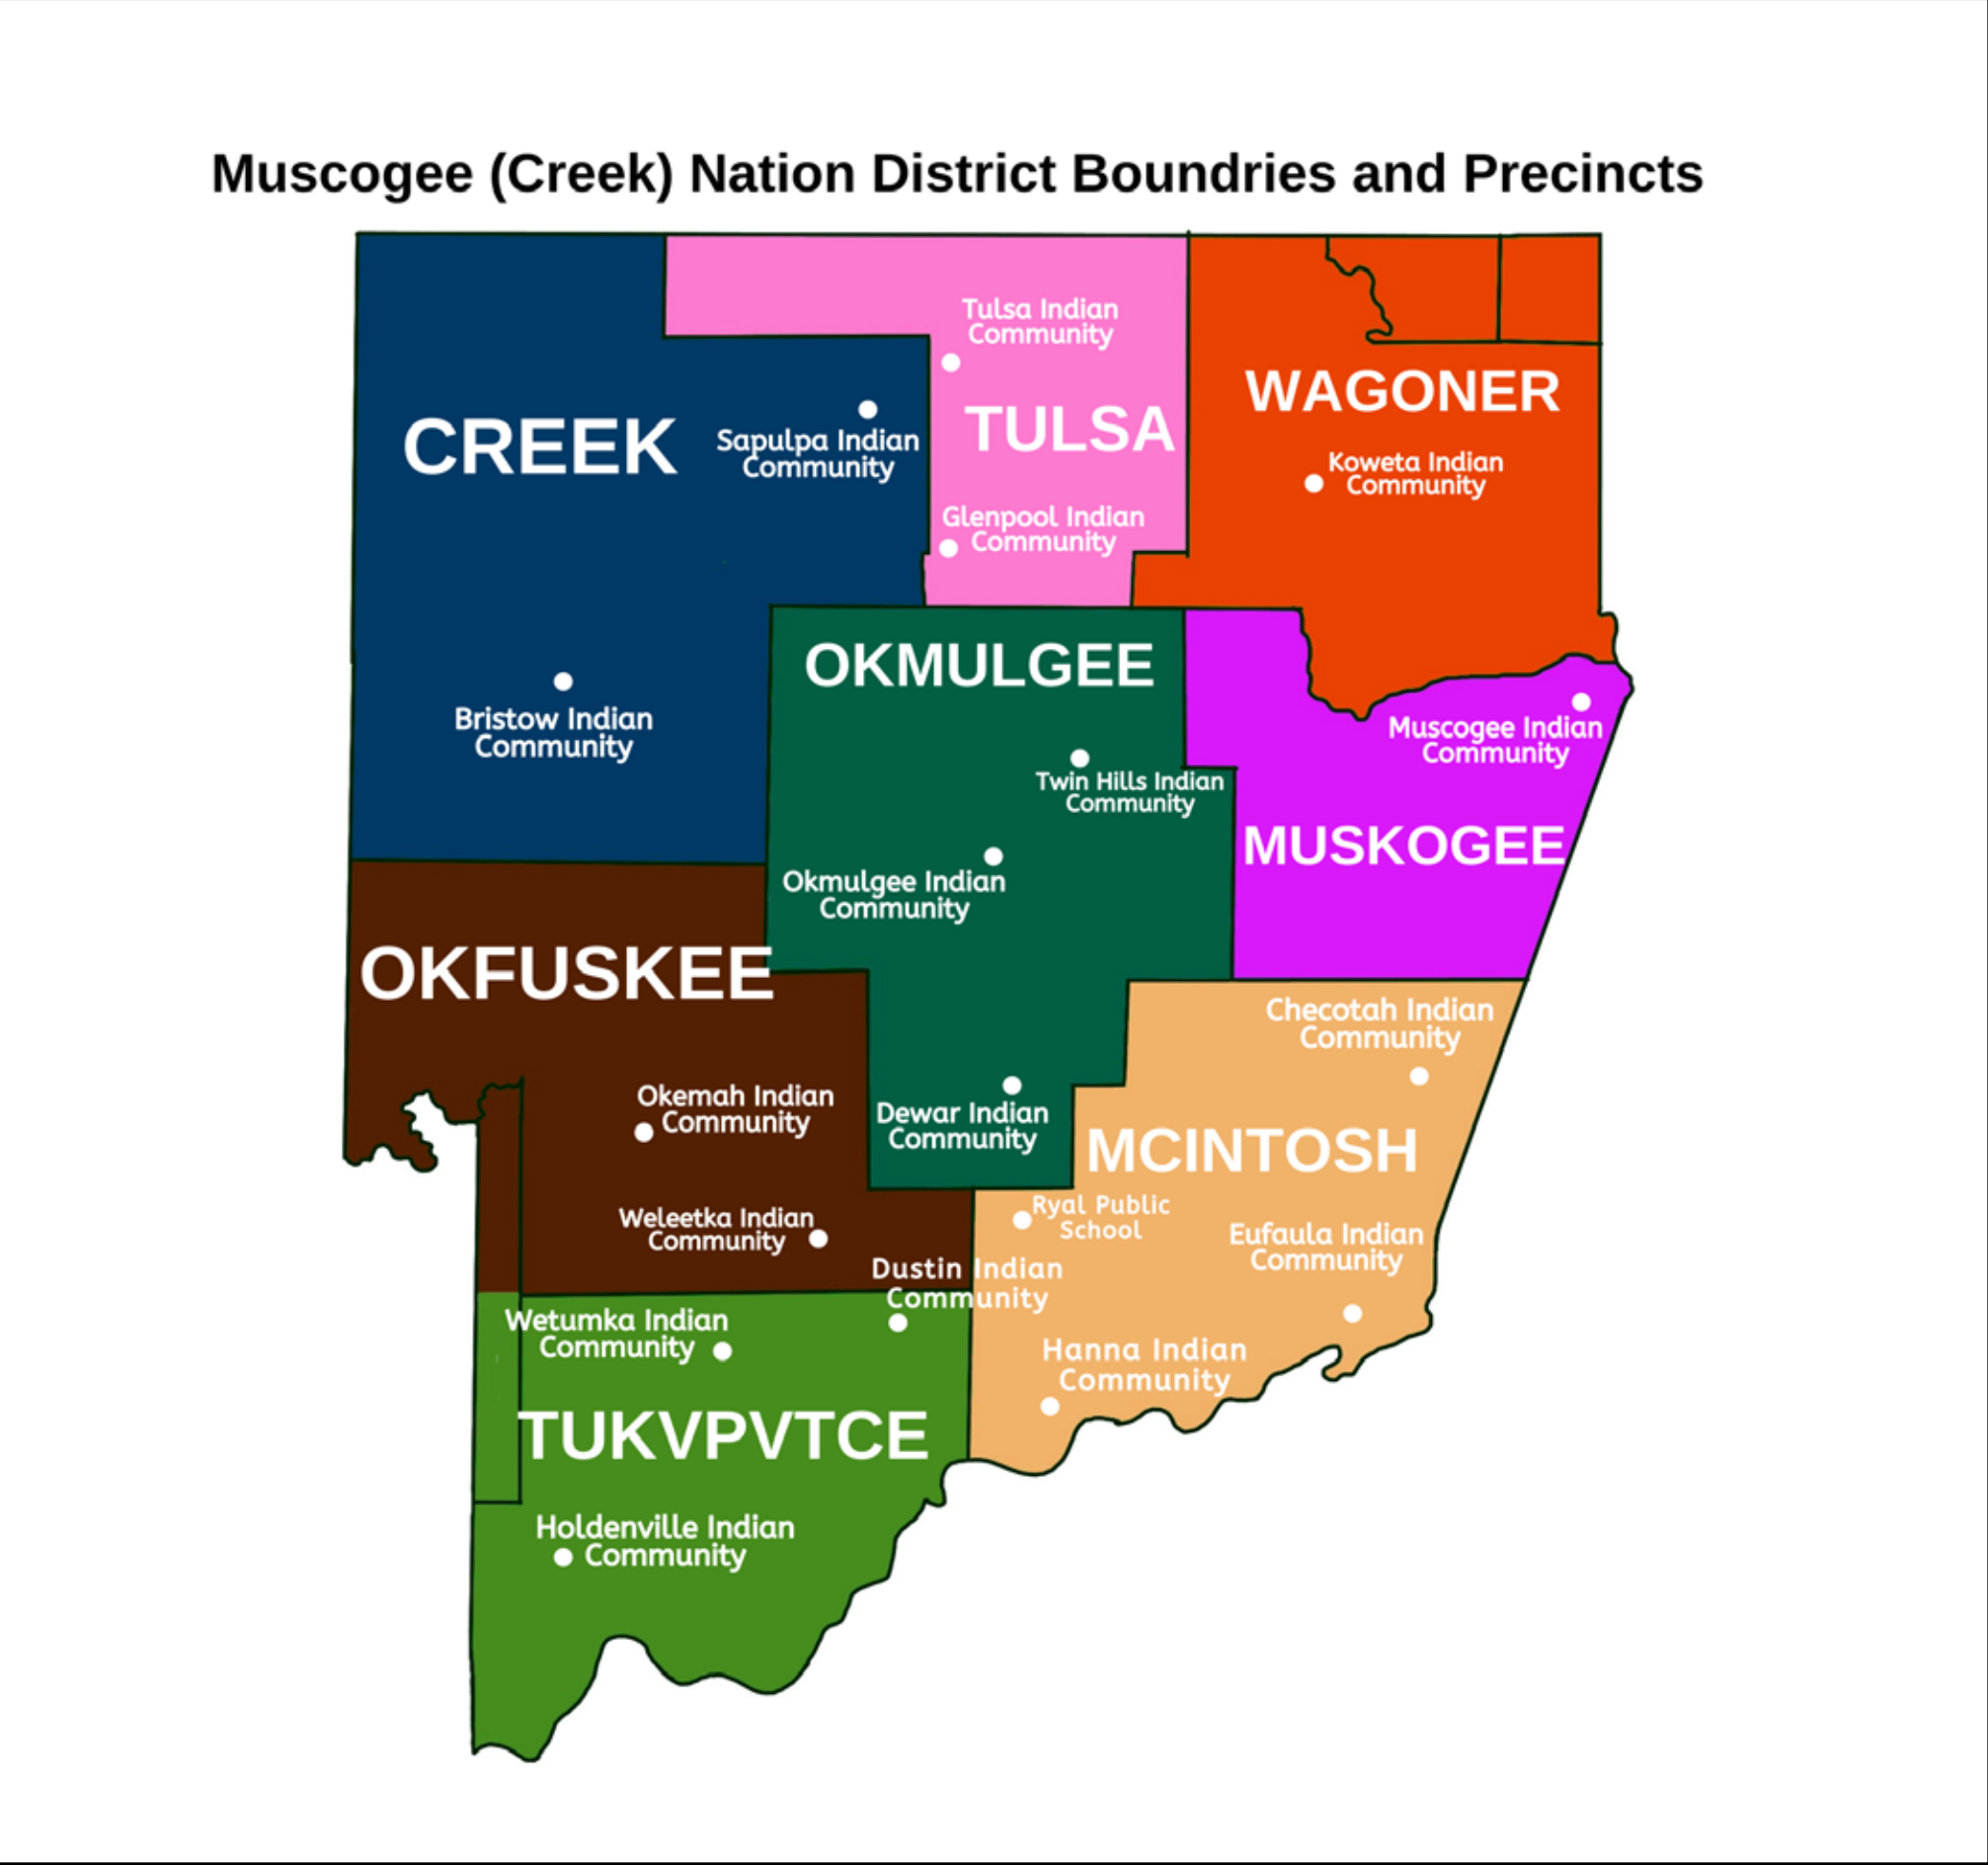 Muscogee (Creek) Nation District Boundries and Precincts
Tulsa Indian
Community
WAGONER
CREEK
Sapulpa Indian
Community
TULSA
Koweta Indian
Community
Glenpool Indian
Community
OKMULGEE
Bristow Indian
Community
Muscogee Indian
Community
Twin Hills Indian
Community
MUSKOGEE
Okmulgee Indian
Community
OKFUSKEE
Checotah Indian
Community
Okemah Indian
Community
Dewar Indian
Community
MCINTOSH
Ryal Public
School
Weleetka Indian
Community
Eufaula Indian
Community
Dustin Indian
Community
Wetumka Indian
Community
Hanna Indian
Community
TUKVPVTCE
Holdenville Indian
Community